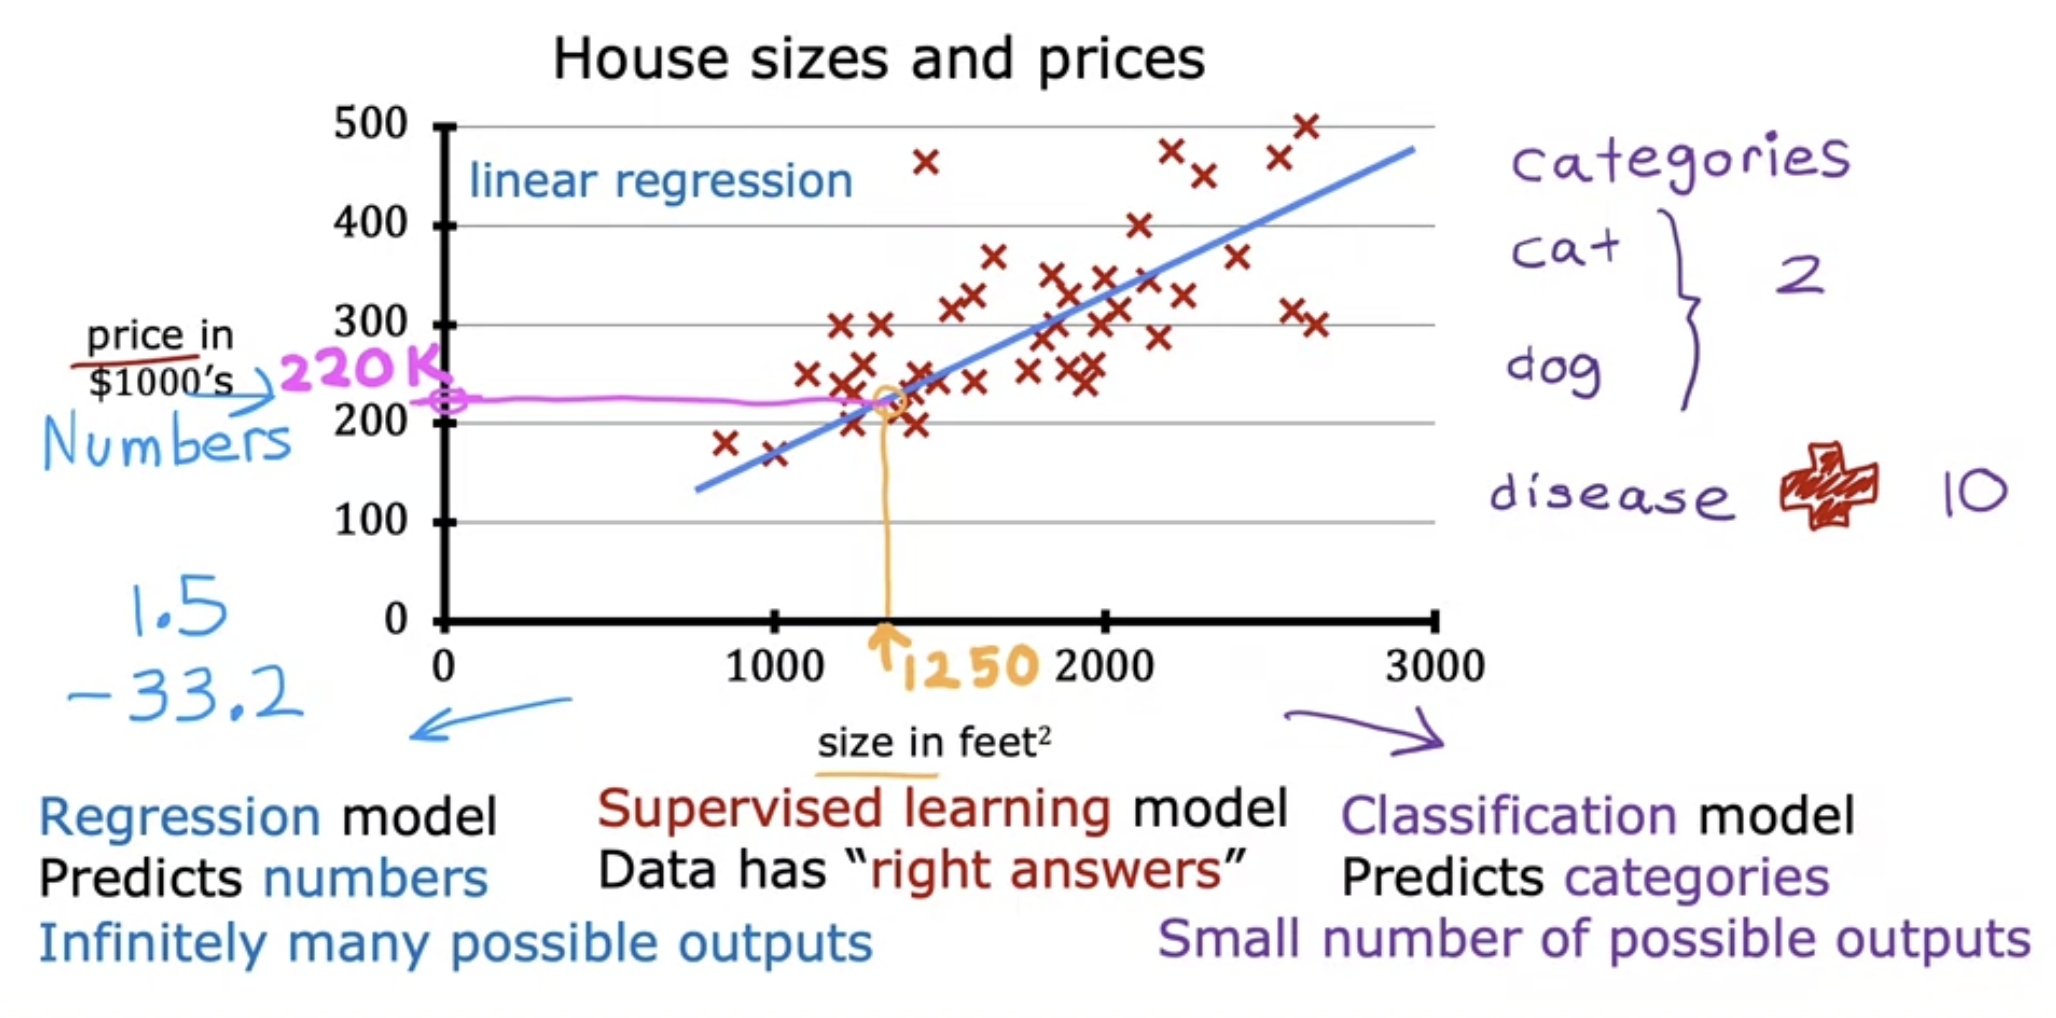 House sizes and prices
500
linear regression
400
300
200
100
0
price in
$1000's
220K
Numbers
1.5
-33.2
0
1000
1250
2000
3000
size in feet²
categories
cat
dog
2
disease
10
Regression model
Predicts numbers
Infinitely many possible outputs
Supervised learning model
Data has “right answers”
Classification model
Predicts categories
Small number of possible outputs